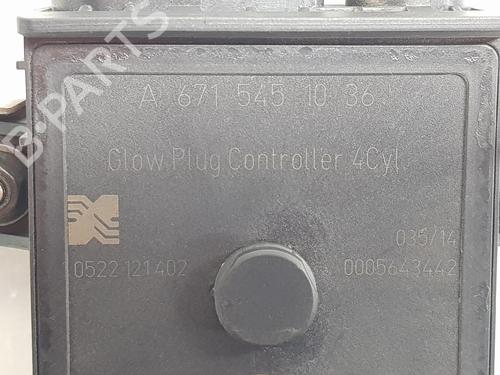 A 671 545 10 36
Glow Plug Controller 4Cyl.
035/14
0522 121 402
0005643442
B-PARTS